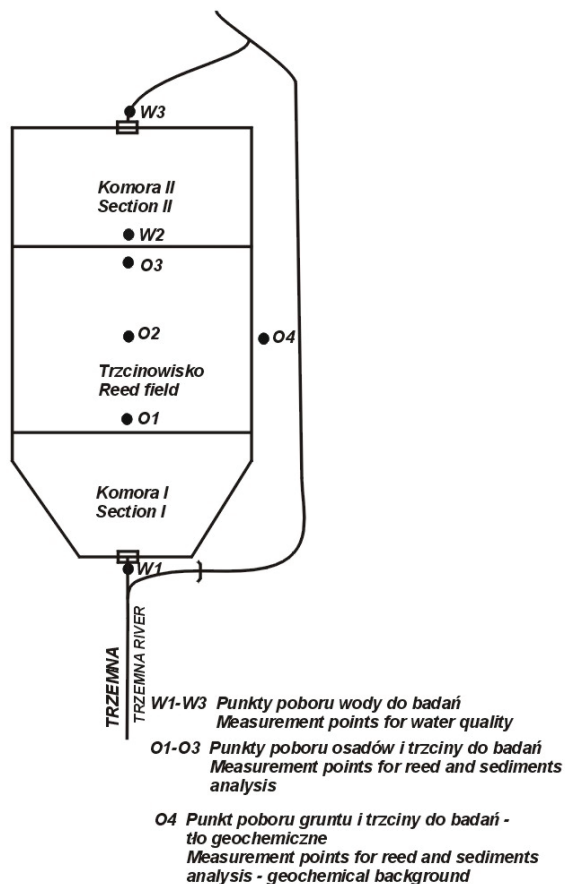 W3
Komora II
Section II
W2
O3
O2
O4
Trzcinowisko
Reed field
O1
Komora I
Section I
W1
TRZEMNA
TRZEMNA RIVER
W1-W3 Punkty poboru wody do badań
Measurement points for water quality
O1-O3 Punkty poboru osadów i trzciny do badań
Measurement points for reed and sediments
analysis
O4 Punkt poboru gruntu i trzciny do badań -
tło geochemiczne
Measurement points for reed and sediments
analysis - geochemical background